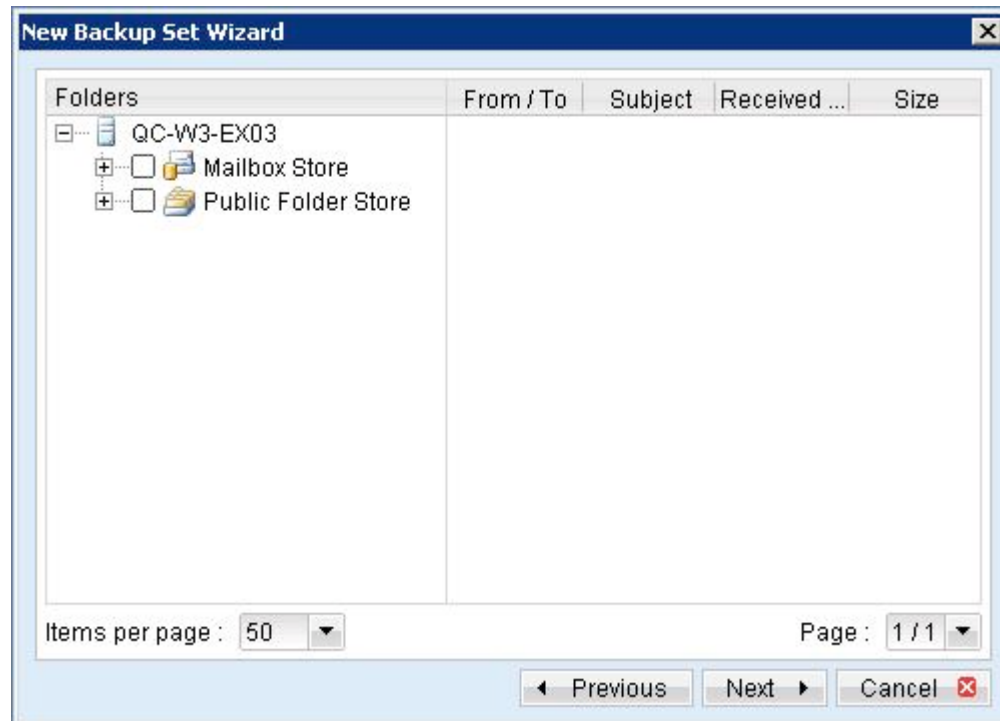 New Backup Set Wizard
Folders From / To Subject Received ... Size
QC-W3-EX03
Mailbox Store
Public Folder Store
Items per page : 50 Page : 1 / 1
Previous Next Cancel